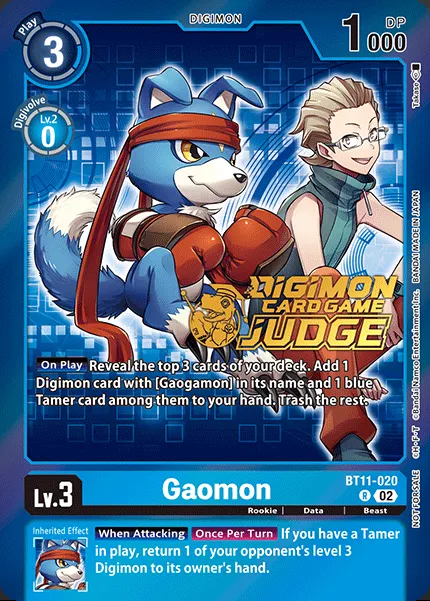 DIGIMON
Play
3
1000
DP
Digivolve
Lv.2
0
Takase
DIGIMON
CARD GAME
JUDGE
On Play Reveal the top 3 cards of your deck. Add 1
Digimon card with [Gaogamon] in its name and 1 blue
Tamer card among them to your hand. Trash the rest.
Lv.3
Gaomon
BT11-020
R 02
Rookie | Data | Beast
Inherited Effect
When Attacking Once Per Turn If you have a Tamer
in play, return 1 of your opponent's level 3
Digimon to its owner's hand.
NOT FOR SALE ©H・F・T ©Bandai Namco Entertainment Inc. BANDAI MADE IN JAPAN